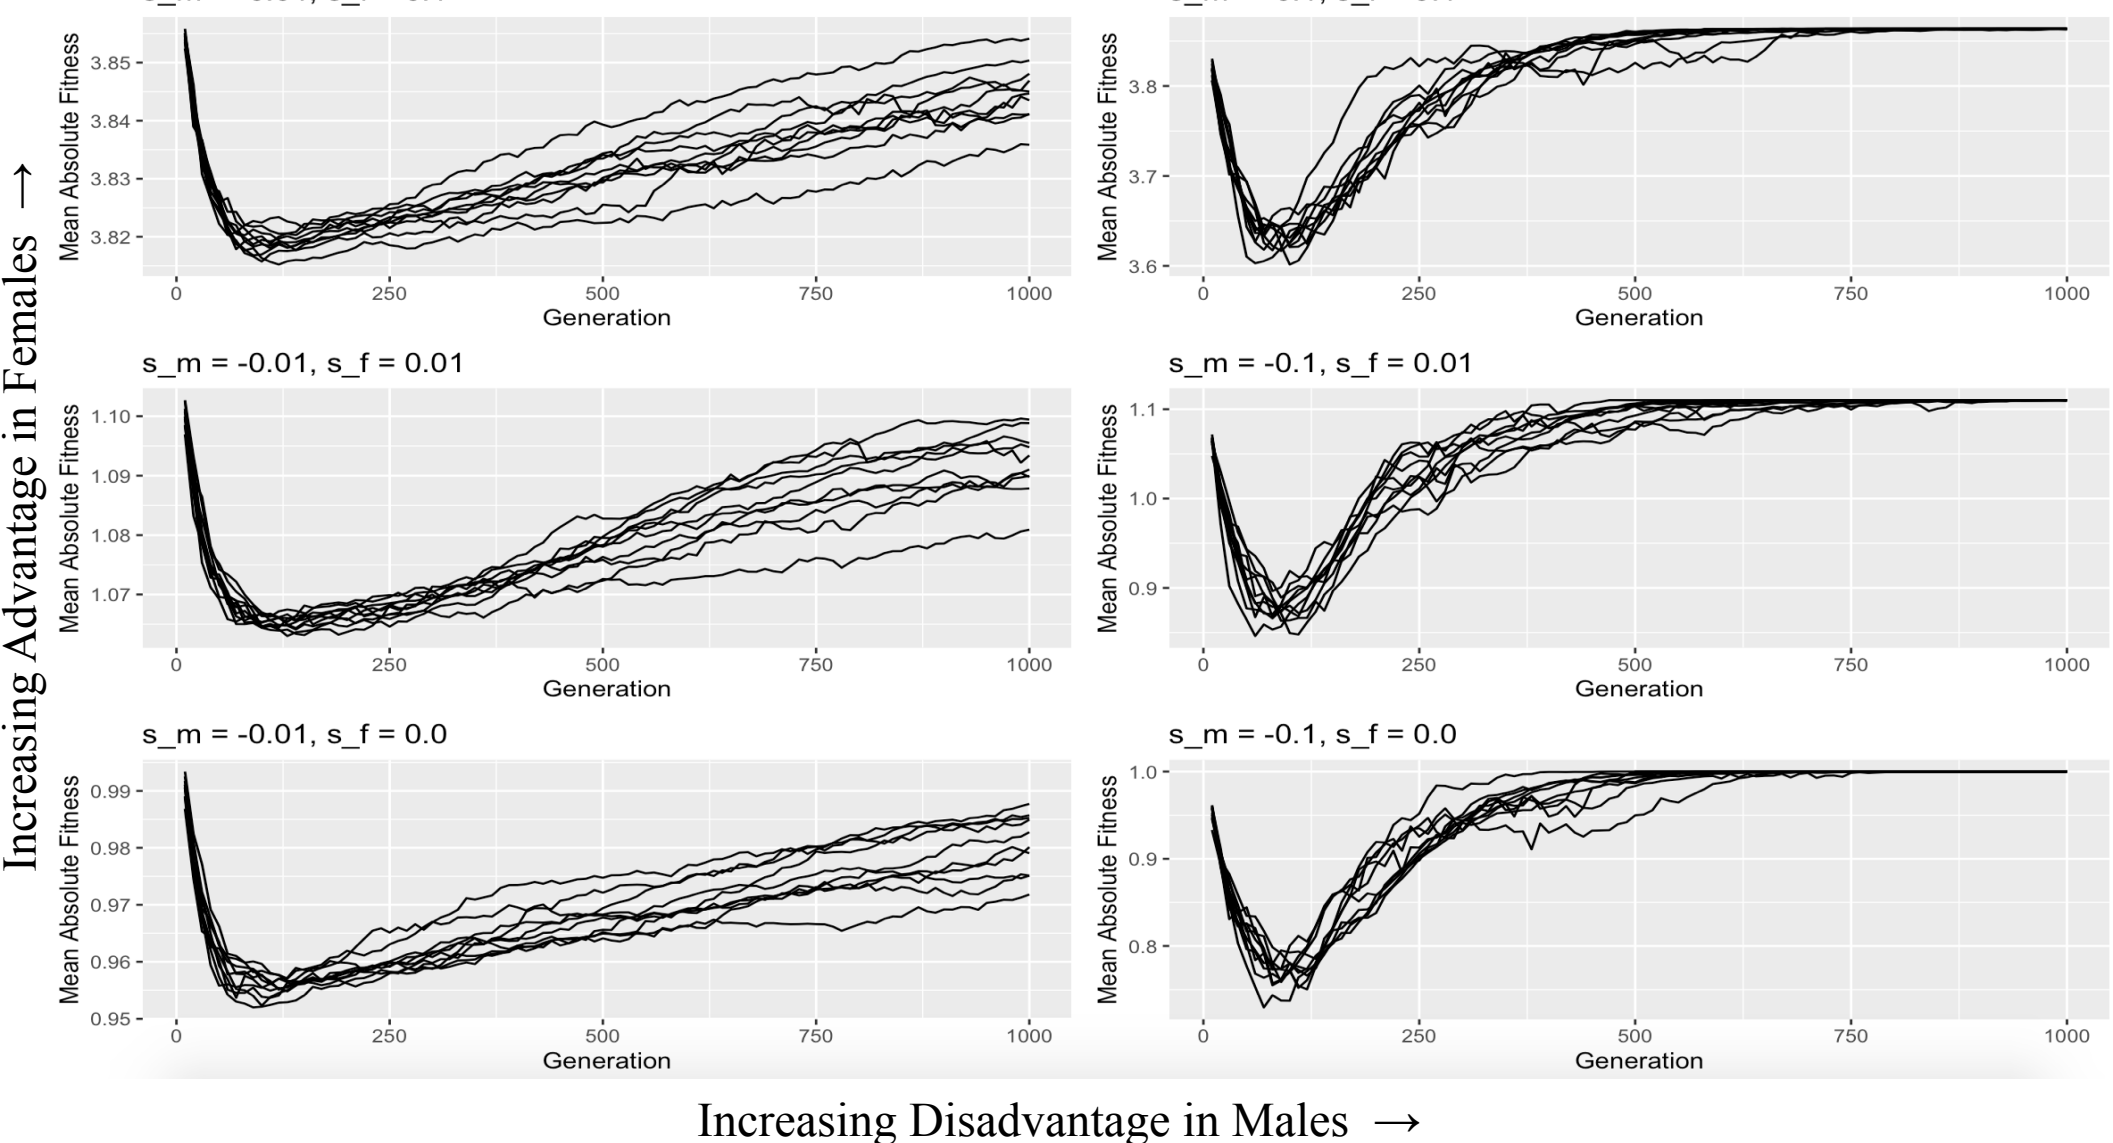 Increasing Advantage in Females →
Mean Absolute Fitness
3.85
3.84
3.83
3.82
0 250 500 750 1000
Generation
Mean Absolute Fitness
3.8
3.7
3.6
0 250 500 750 1000
Generation
s_m = -0.01, s_f = 0.01
Mean Absolute Fitness
1.10
1.09
1.08
1.07
0 250 500 750 1000
Generation
s_m = -0.1, s_f = 0.01
Mean Absolute Fitness
1.1
1.0
0.9
0 250 500 750 1000
Generation
s_m = -0.01, s_f = 0.0
Mean Absolute Fitness
0.99
0.98
0.97
0.96
0.95
0 250 500 750 1000
Generation
s_m = -0.1, s_f = 0.0
Mean Absolute Fitness
1.0
0.9
0.8
0 250 500 750 1000
Generation
Increasing Disadvantage in Males →